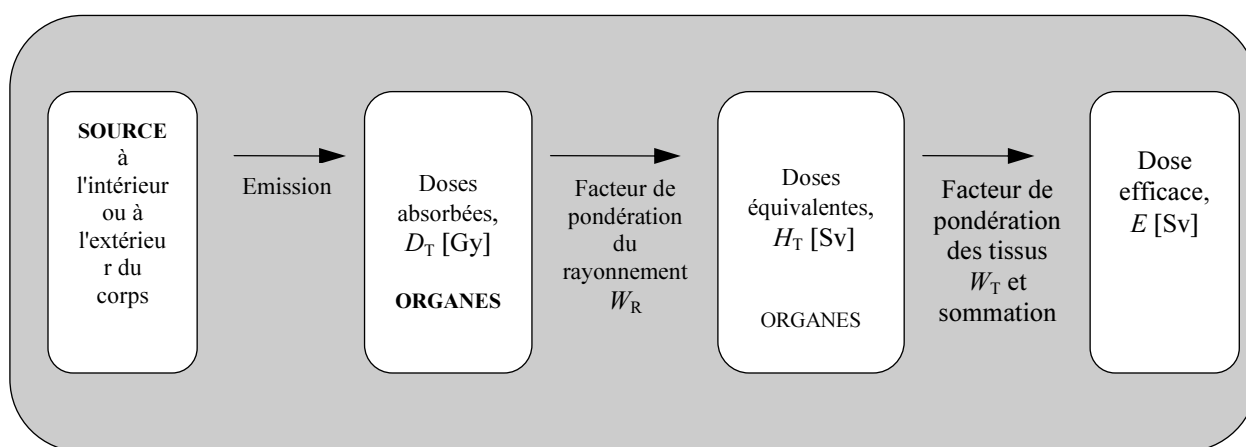 SOURCE
à
l'intérieur
ou à
l'extérieu
r du
corps
Emission
Doses
absorbées,
D_T [Gy]
ORGANES
Facteur de
pondération
du
rayonnement
W_R
Doses
équivalentes,
H_T [Sv]
ORGANES
Facteur de
pondération
des tissus
W_T et
sommation
Dose
efficace,
E [Sv]